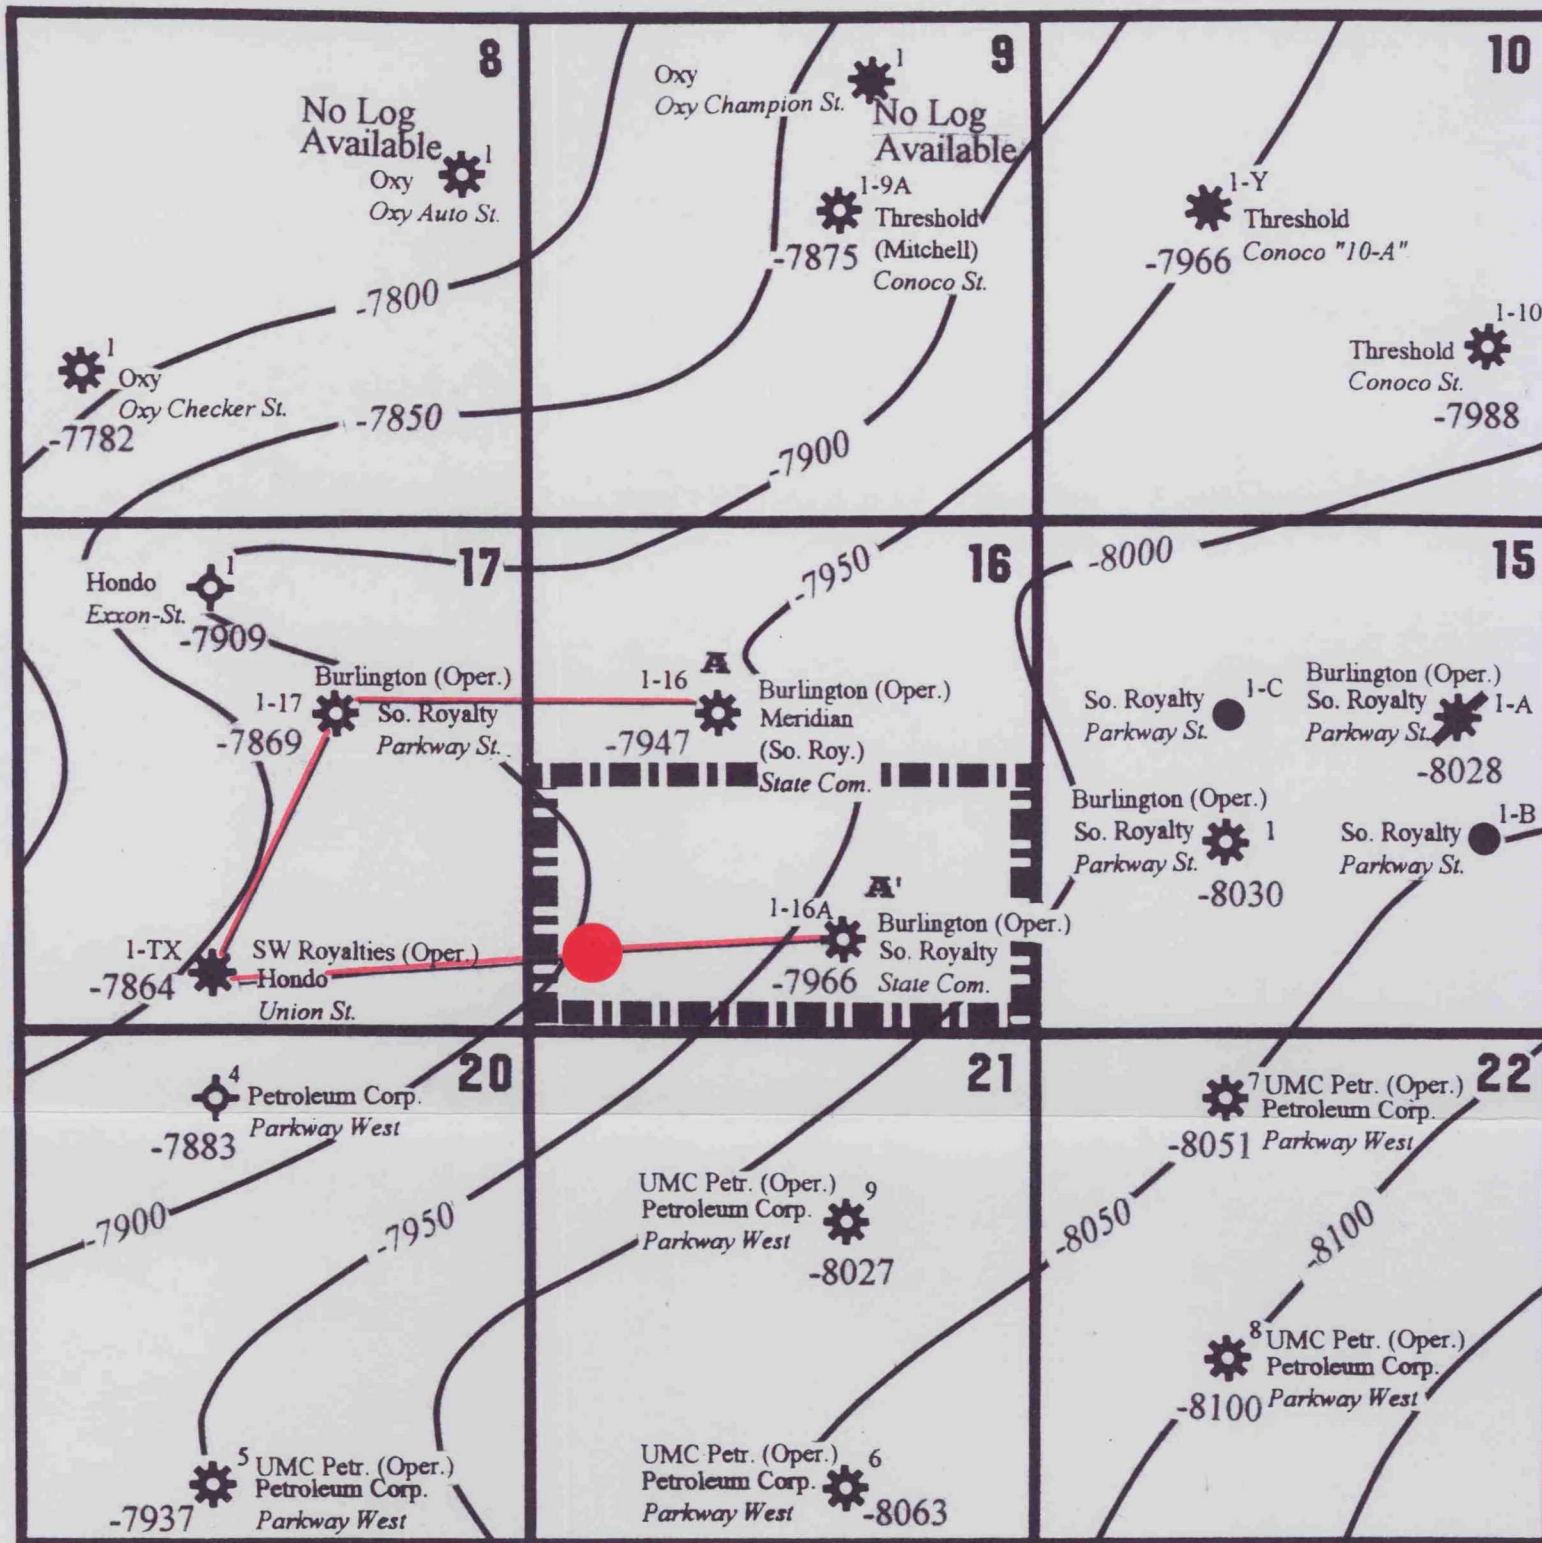 8
No Log
Available
1
Oxy
Oxy Auto St.
-7800
1
Oxy
Oxy Checker St.
-7782
-7850
9
Oxy
Oxy Champion St.
1
No Log
Available
1-9A
Threshold
(Mitchell)
Conoco St.
-7875
-7900
10
1-Y
Threshold
Conoco "10-A"
-7966
1-10
Threshold
Conoco St.
-7988
17
1
Hondo
Exxon-St.
-7909
Burlington (Oper.)
1-17
So. Royalty
Parkway St.
-7869
1-TX
SW Royalties (Oper.)
-7864
Hondo
Union St.
16
-7950
A
1-16
Burlington (Oper.)
Meridian
(So. Roy.)
State Com.
-7947
A'
1-16A
Burlington (Oper.)
So. Royalty
State Com.
-7966
15
-8000
So. Royalty
Parkway St.
1-C
Burlington (Oper.)
So. Royalty
Parkway St.
1-A
-8028
Burlington (Oper.)
So. Royalty
Parkway St.
1
-8030
So. Royalty
Parkway St.
1-B
20
4
Petroleum Corp.
Parkway West
-7883
-7900
-7950
5
UMC Petr. (Oper.)
Petroleum Corp.
Parkway West
-7937
21
UMC Petr. (Oper.)
Petroleum Corp.
Parkway West
9
-8027
UMC Petr. (Oper.)
Petroleum Corp.
Parkway West
6
-8063
22
7
UMC Petr. (Oper.)
Petroleum Corp.
Parkway West
-8051
-8050
-8100
8
UMC Petr. (Oper.)
Petroleum Corp.
Parkway West
-8100